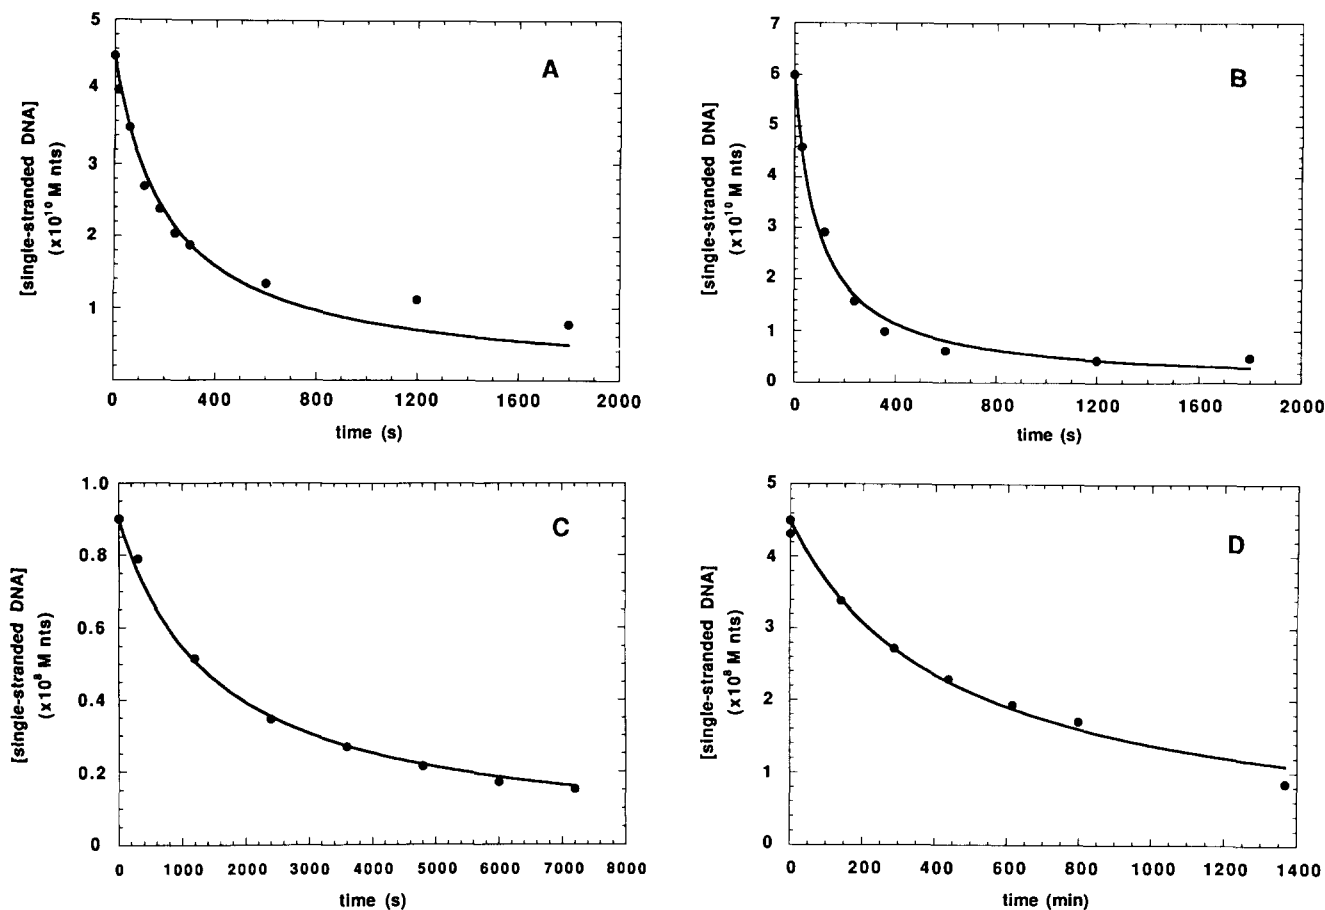 A
[single-stranded DNA]
(x10¹⁰ M nts)
5
4
3
2
1
0 400 800 1200 1600 2000
time (s)
B
[single-stranded DNA]
(x10¹⁰ M nts)
7
6
5
4
3
2
1
0
0 400 800 1200 1600 2000
time (s)
C
[single-stranded DNA]
(x10⁸ M nts)
1.0
0.8
0.6
0.4
0.2
0
0 1000 2000 3000 4000 5000 6000 7000 8000
time (s)
D
[single-stranded DNA]
(x10⁸ M nts)
5
4
3
2
1
0
0 200 400 600 800 1000 1200 1400
time (min)